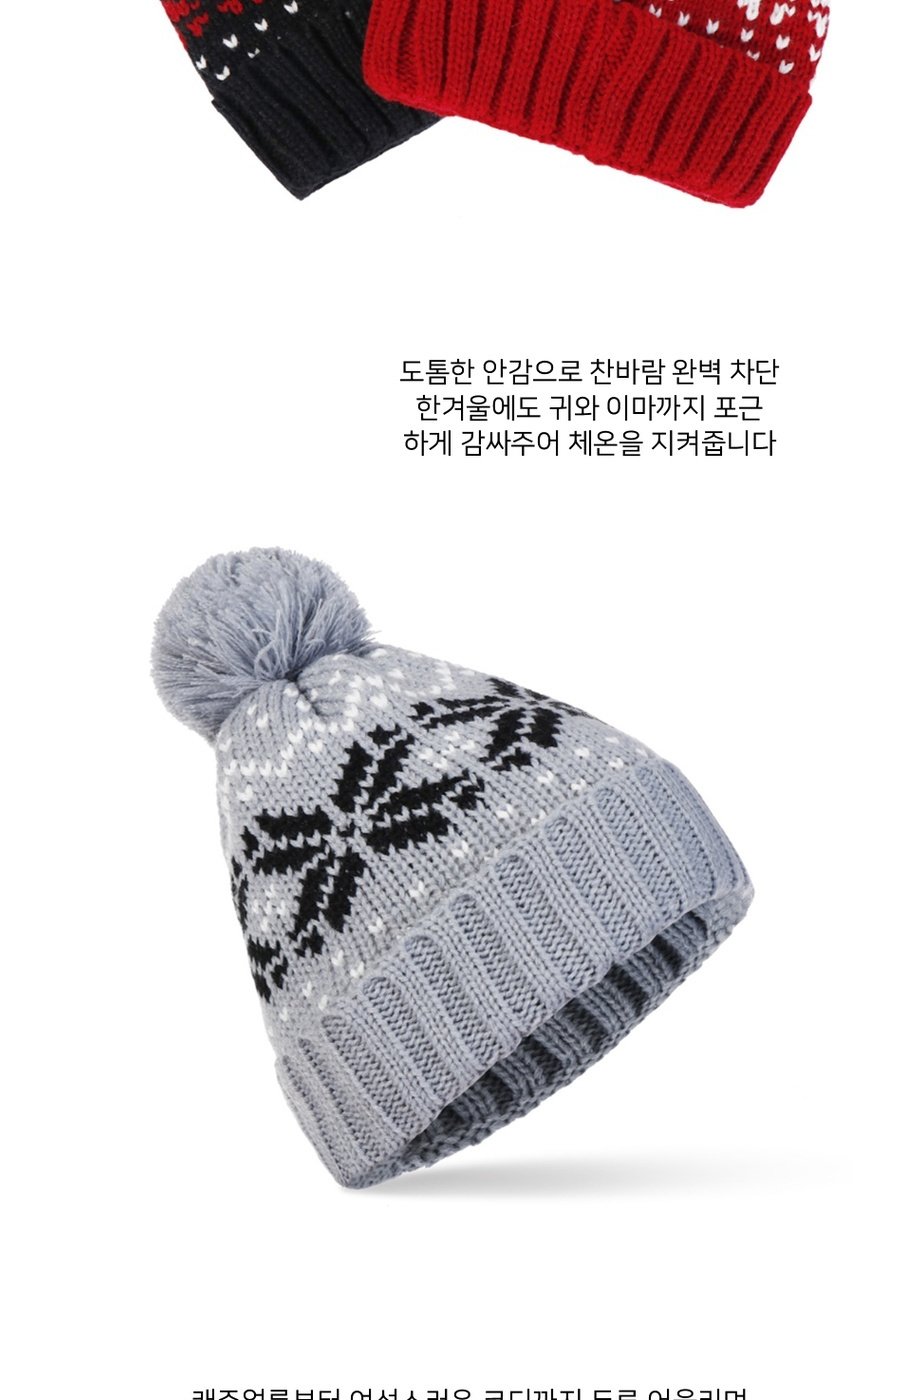 도톰한 안감으로 찬바람 완벽 차단
한겨울에도 귀와 이마까지 포근
하게 감싸주어 체온을 지켜줍니다